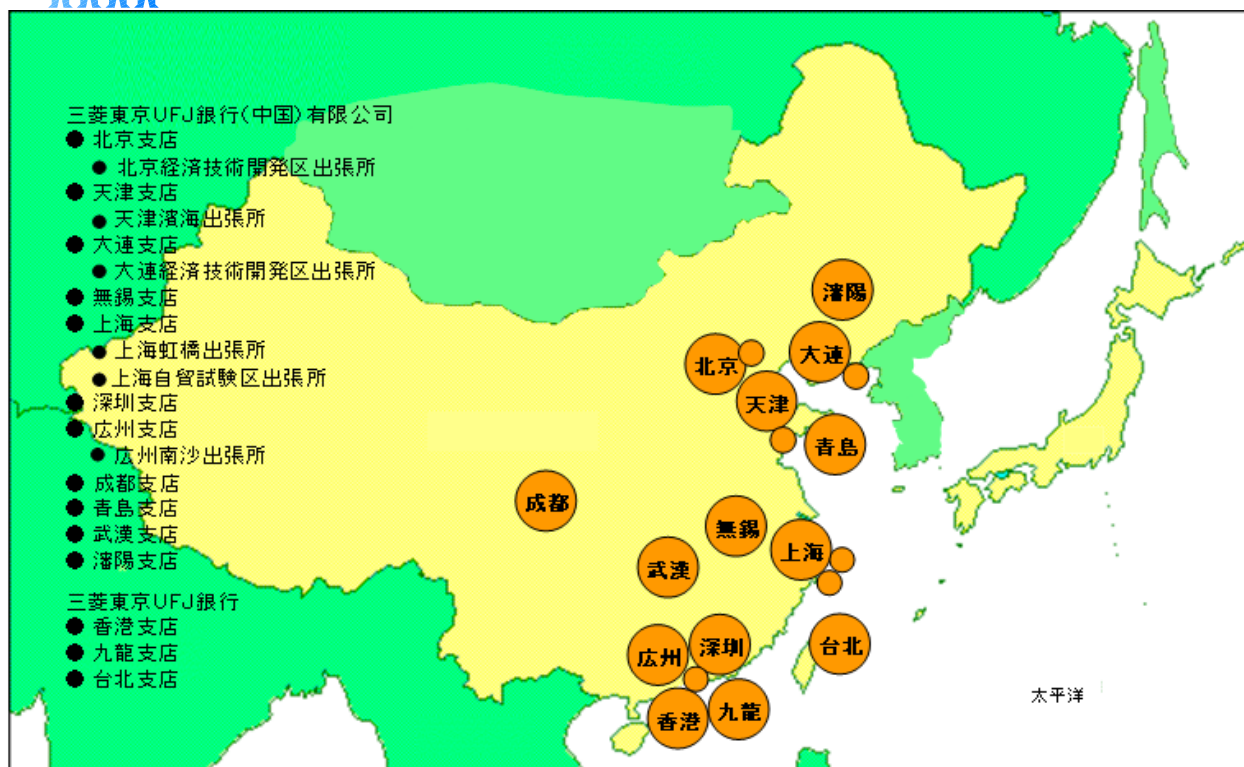 三菱東京UFJ銀行(中国)有限公司
● 北京支店
● 北京経済技術開発区出張所
● 天津支店
● 天津濱海出張所
● 大連支店
● 大連経済技術開発区出張所
● 無錫支店
● 上海支店
● 上海虹橋出張所
● 上海自貿試験区出張所
● 深圳支店
● 広州支店
● 広州南沙出張所
● 成都支店
● 青島支店
● 武漢支店
● 瀋陽支店
三菱東京UFJ銀行
● 香港支店
● 九龍支店
● 台北支店
瀋陽
北京
大連
天津
青島
成都
無錫
上海
武漢
広州
深圳
台北
香港
九龍
太平洋